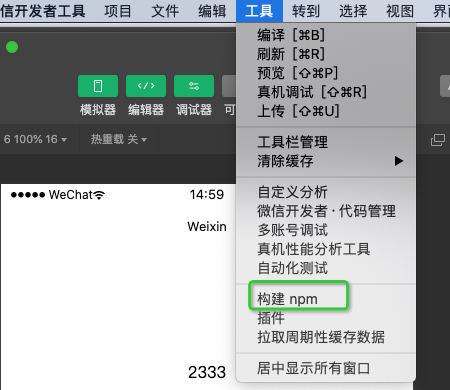 信开发者工具 项目 文件 编辑 工具 转到 选择 视图 界面
模拟器 编辑器 调试器 可
6 100% 16 热重载 关
WeChat 14:59
Weixin
2333
编译 [⌘B]
刷新 [⌘R]
预览 [⇧⌘P]
真机调试 [⇧⌘R]
上传 [⇧⌘U]
工具栏管理
清除缓存
自定义分析
微信开发者·代码管理
多账号调试
真机性能分析工具
自动化测试
构建 npm
插件
拉取周期性缓存数据
居中显示所有窗口